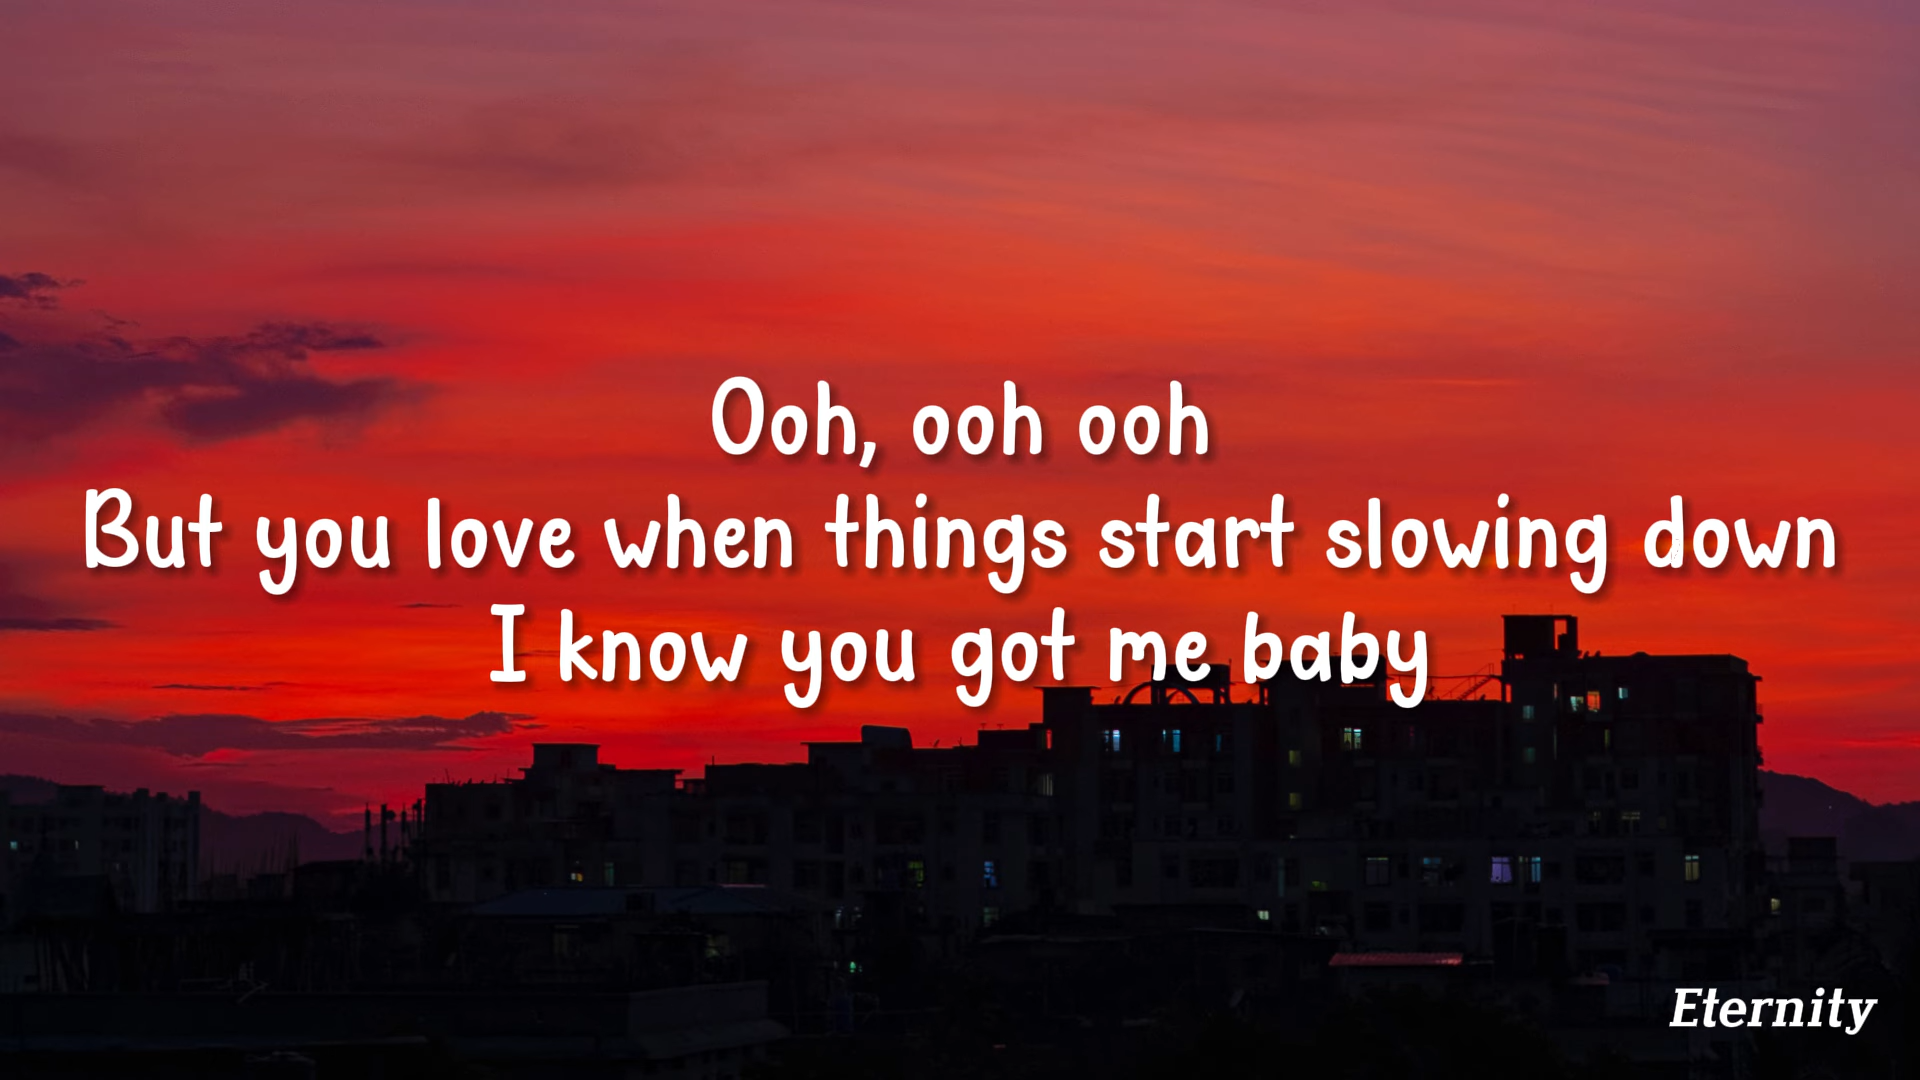 Ooh, ooh ooh
But you love when things start slowing down
I know you got me baby
Eternity